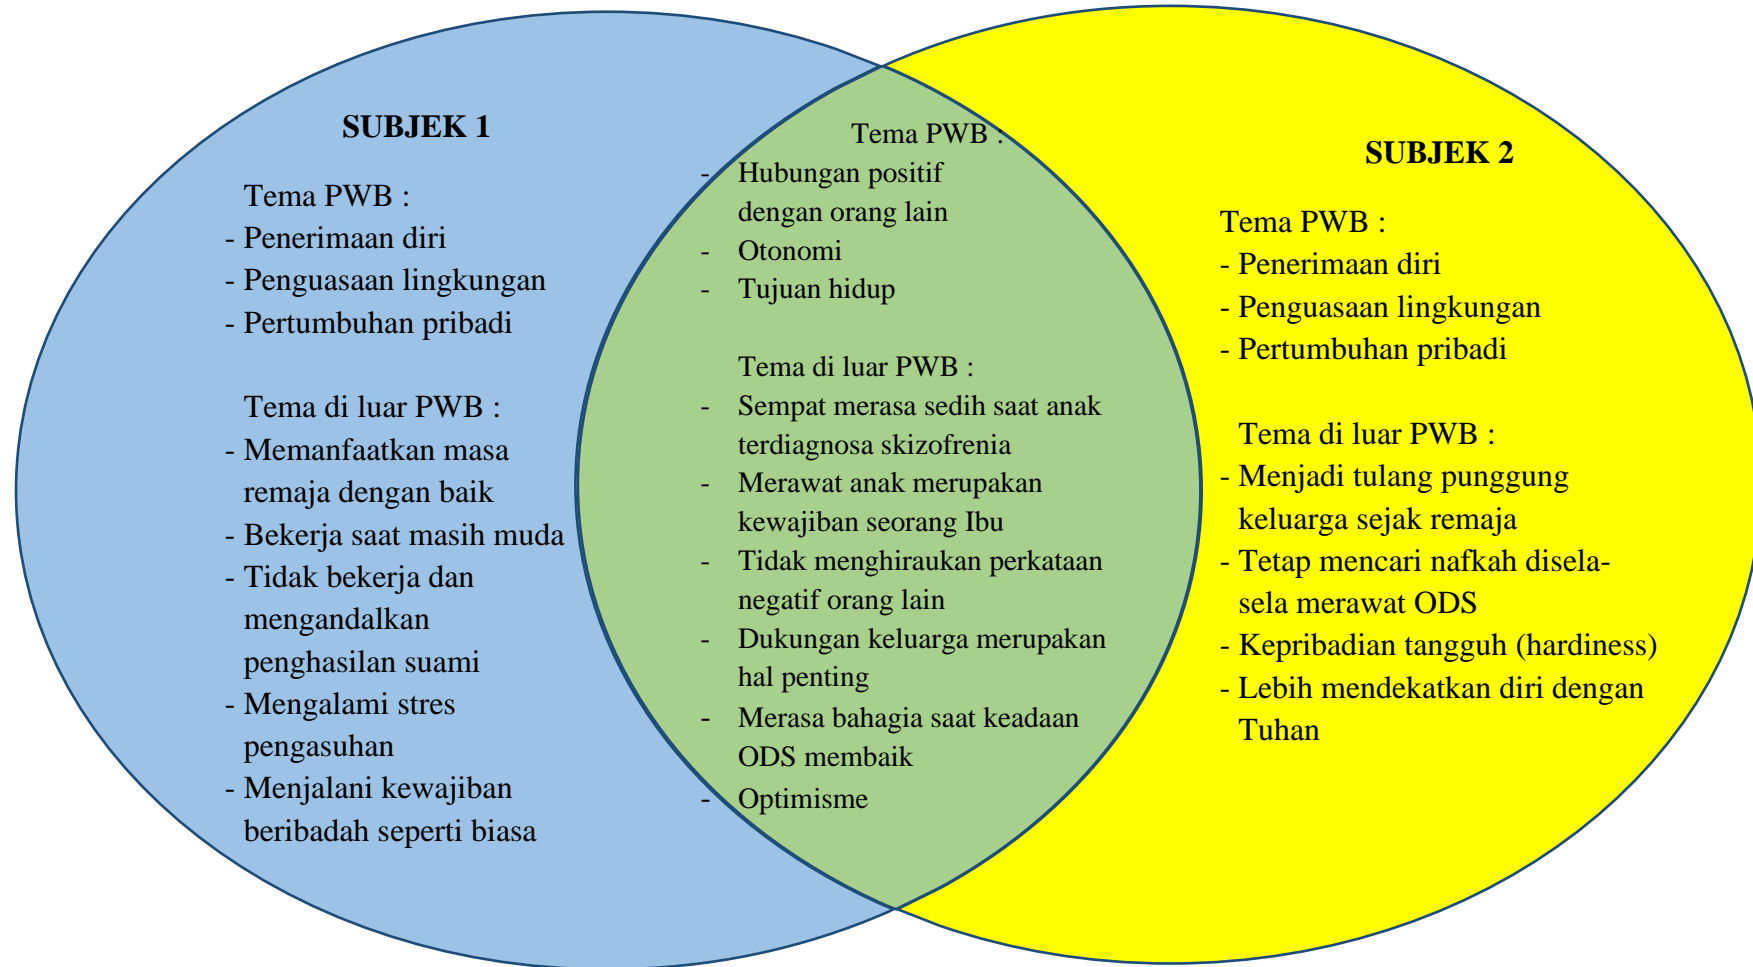 SUBJEK 1
Tema PWB :
- Penerimaan diri
- Penguasaan lingkungan
- Pertumbuhan pribadi
Tema di luar PWB :
- Memanfaatkan masa
remaja dengan baik
- Bekerja saat masih muda
- Tidak bekerja dan
mengandalkan
penghasilan suami
- Mengalami stres
pengasuhan
- Menjalani kewajiban
beribadah seperti biasa
Tema PWB :
- Hubungan positif
dengan orang lain
- Otonomi
- Tujuan hidup
Tema di luar PWB :
- Sempat merasa sedih saat anak
terdiagnosa skizofrenia
- Merawat anak merupakan
kewajiban seorang Ibu
- Tidak menghiraukan perkataan
negatif orang lain
- Dukungan keluarga merupakan
hal penting
- Merasa bahagia saat keadaan
ODS membaik
- Optimisme
SUBJEK 2
Tema PWB :
- Penerimaan diri
- Penguasaan lingkungan
- Pertumbuhan pribadi
Tema di luar PWB :
- Menjadi tulang punggung
keluarga sejak remaja
- Tetap mencari nafkah disela-
sela merawat ODS
- Kepribadian tangguh (hardiness)
- Lebih mendekatkan diri dengan
Tuhan